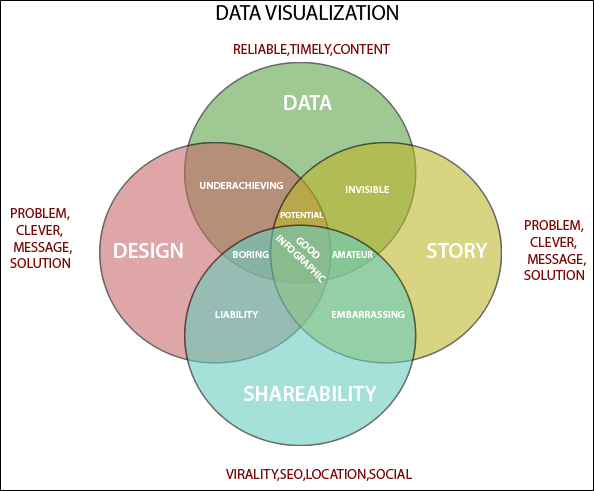 DATA VISUALIZATION
RELIABLE,TIMELY,CONTENT
DATA
UNDERACHIEVING
INVISIBLE
POTENTIAL
PROBLEM,
CLEVER,
MESSAGE,
SOLUTION
DESIGN
BORING
GOOD
INFOGRAPHIC
AMATEUR
STORY
PROBLEM,
CLEVER,
MESSAGE,
SOLUTION
LIABILITY
EMBARRASSING
SHAREABILITY
VIRALITY,SEO,LOCATION,SOCIAL